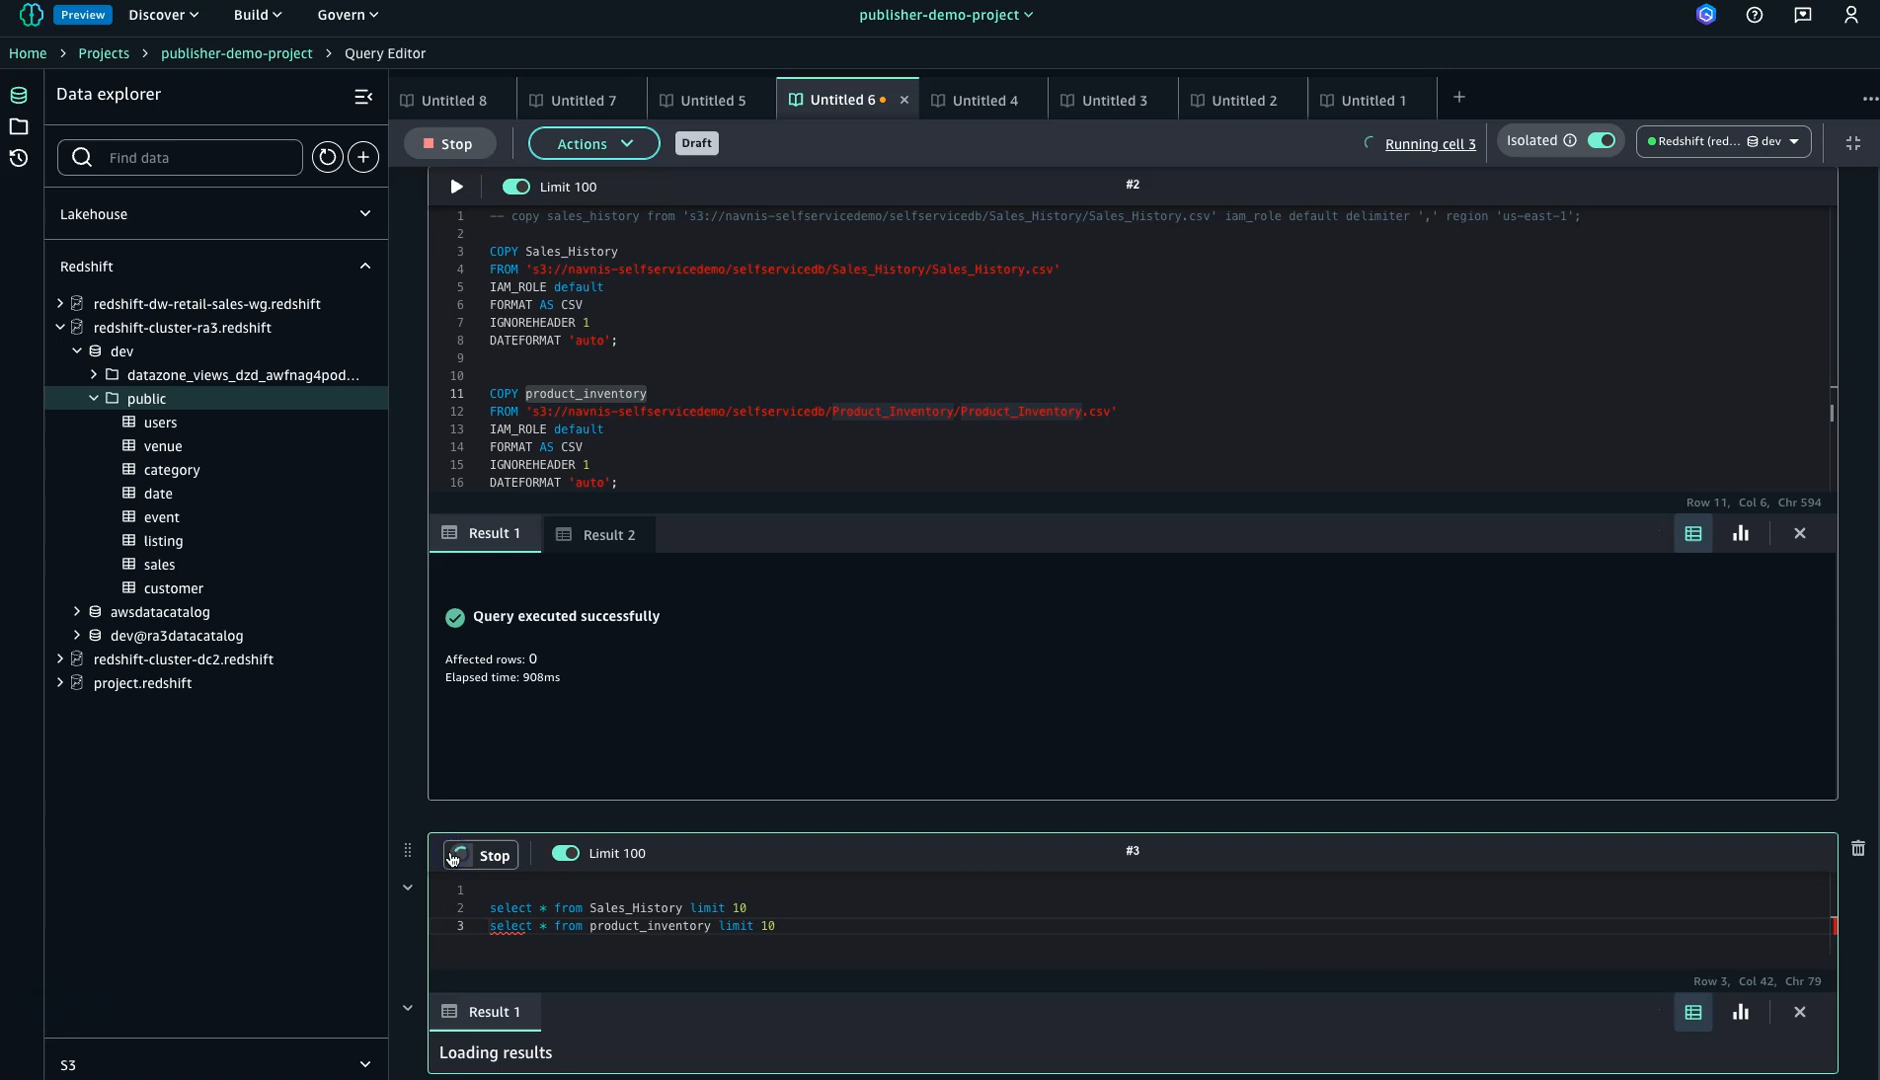 Preview Discover Build Govern publisher-demo-project
Home > Projects > publisher-demo-project > Query Editor
Data explorer
Find data
Lakehouse
Redshift
redshift-dw-retail-sales-wg.redshift
redshift-cluster-ra3.redshift
dev
datazone_views_dzd_awfnag4pod...
public
users
venue
category
date
event
listing
sales
customer
awsdatacatalog
dev@ra3datacatalog
redshift-cluster-dc2.redshift
project.redshift
S3
Untitled 8 Untitled 7 Untitled 5 Untitled 6 Untitled 4 Untitled 3 Untitled 2 Untitled 1
Stop Actions Draft Running cell 3 Isolated Redshift (red... dev
Limit 100 #2
1 -- copy sales_history from 's3://navnis-selfservicedemo/selfservicedb/Sales_History/Sales_History.csv' iam_role default delimiter ',' region 'us-east-1';
2
3 COPY Sales_History
4 FROM 's3://navnis-selfservicedemo/selfservicedb/Sales_History/Sales_History.csv'
5 IAM_ROLE default
6 FORMAT AS CSV
7 IGNOREHEADER 1
8 DATEFORMAT 'auto';
9
10
11 COPY product_inventory
12 FROM 's3://navnis-selfservicedemo/selfservicedb/Product_Inventory/Product_Inventory.csv'
13 IAM_ROLE default
14 FORMAT AS CSV
15 IGNOREHEADER 1
16 DATEFORMAT 'auto';
Row 11, Col 6, Chr 594
Result 1 Result 2
Query executed successfully
Affected rows: 0
Elapsed time: 908ms
Stop Limit 100 #3
1
2 select * from Sales_History limit 10
3 select * from product_inventory limit 10
Row 3, Col 42, Chr 79
Result 1
Loading results